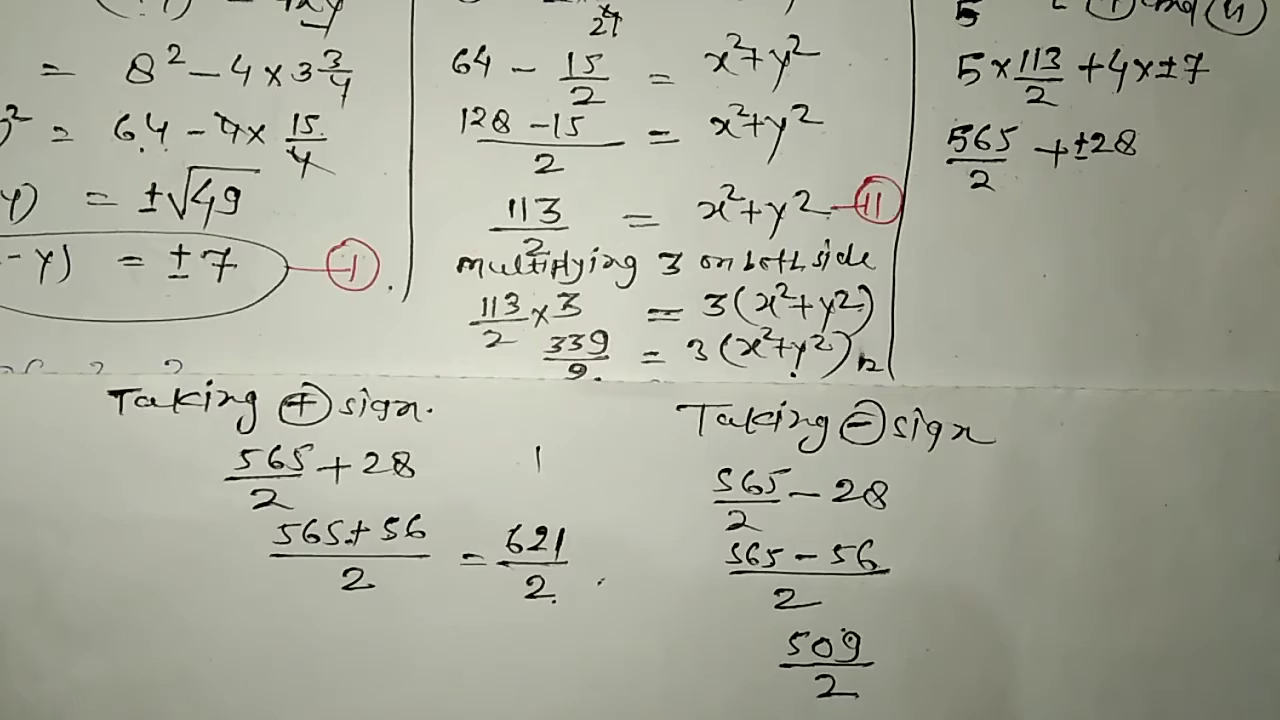 = 8² - 4 × 3 3/4
)² = 64 - 4 × 15/4
y) = ±√49
- y) = ±7 — I
64 - 15/2 = x² + y²
(128 - 15)/2 = x² + y²
113/2 = x² + y² — II
multiplying 3 on both side
113/2 × 3 = 3(x² + y²)
339/2 = 3(x² + y²)
5 × 113/2 + 4 × ±7
565/2 + ±28
Taking ⊕ sign.
565/2 + 28
(565 + 56)/2 = 621/2
Taking ⊖ sign
565/2 - 28
(565 - 56)/2
509/2